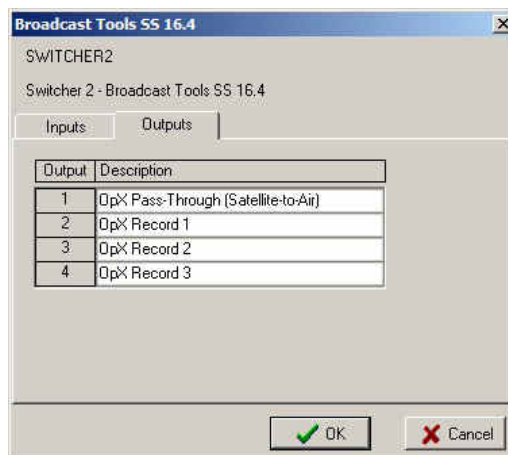 Broadcast Tools SS 16.4
SWITCHER2
Switcher 2 - Broadcast Tools SS 16.4
Inputs Outputs
Output Description
1 OpX Pass-Through (Satellite-to-Air)
2 OpX Record 1
3 OpX Record 2
4 OpX Record 3
OK Cancel